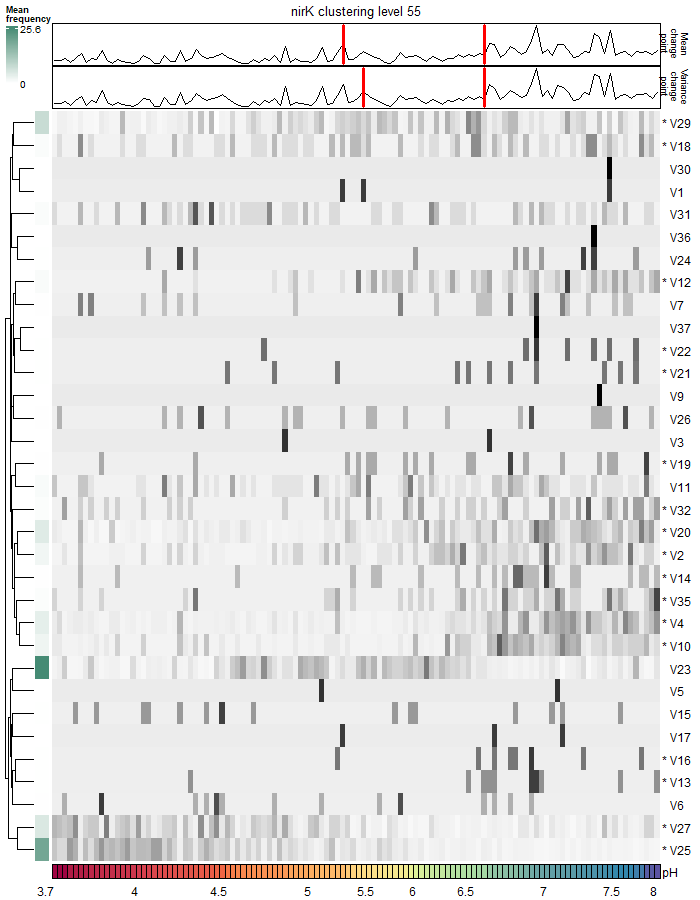 nirK clustering level 55
Mean
frequency
25.6
0
Mean
change
point
Variance
change
point
* V29
* V18
V30
V1
V31
V36
V24
* V12
V7
V37
* V22
* V21
V9
V26
V3
* V19
V11
* V32
* V20
* V2
* V14
* V35
* V4
* V10
V23
V5
V15
V17
* V16
* V13
V6
* V27
* V25
pH
3.7 4 4.5 5 5.5 6 6.5 7 7.5 8